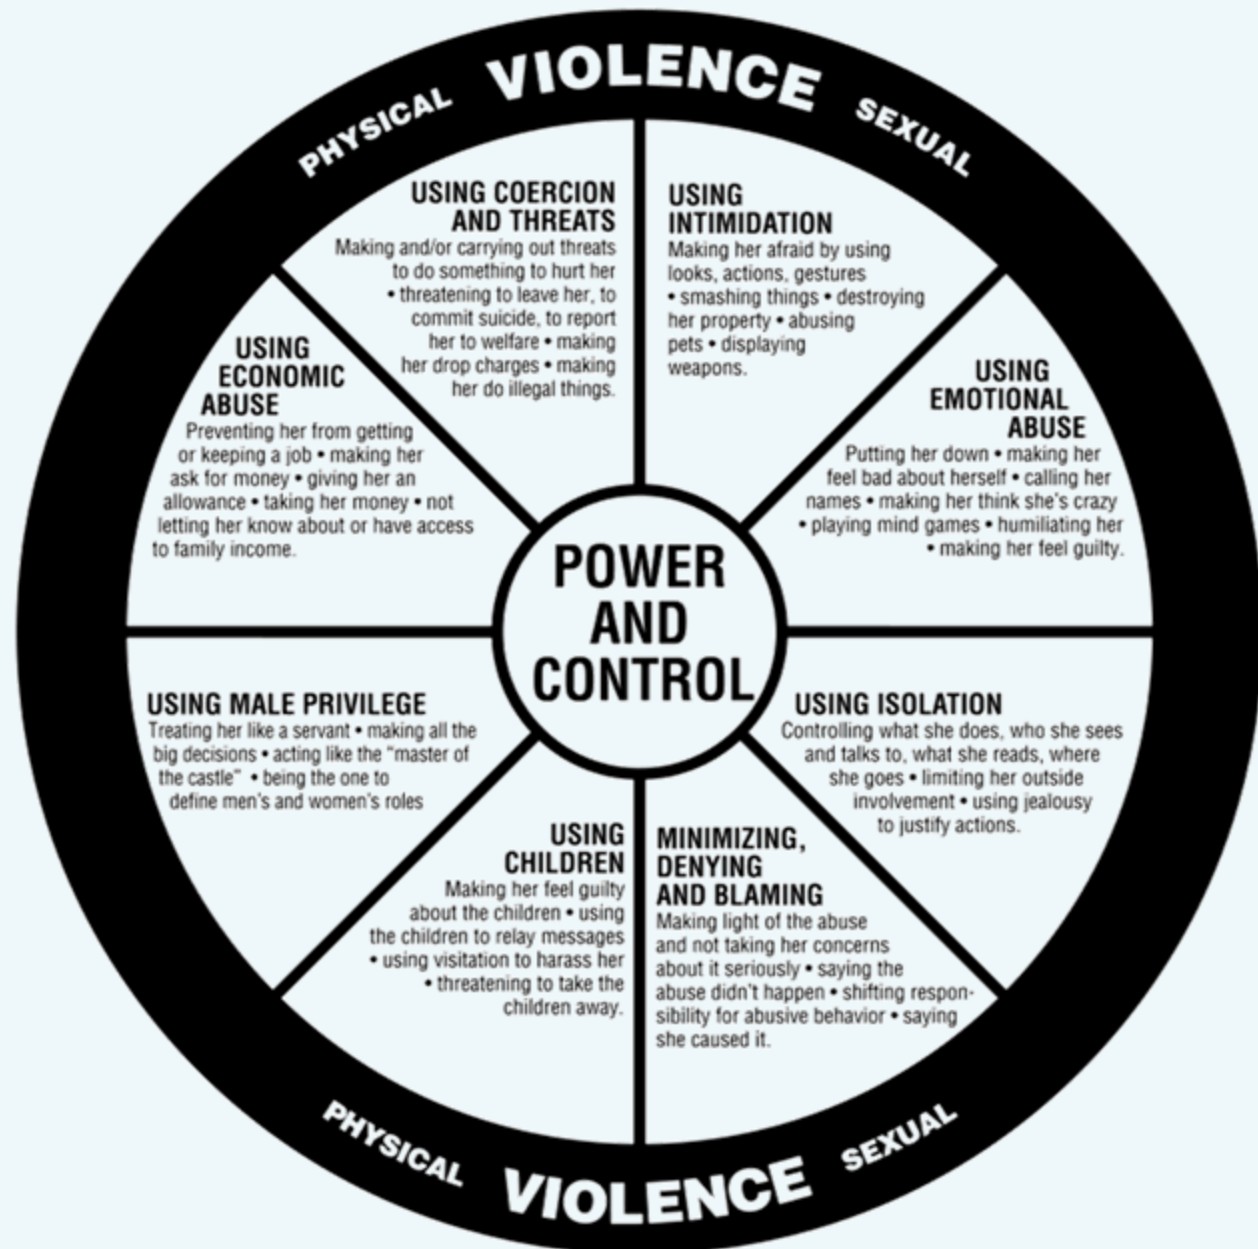 PHYSICAL VIOLENCE SEXUAL
USING COERCION
AND THREATS
Making and/or carrying out threats
to do something to hurt her
• threatening to leave her, to
commit suicide, to report
her to welfare • making
her drop charges • making
her do illegal things.
USING
INTIMIDATION
Making her afraid by using
looks, actions, gestures
• smashing things • destroying
her property • abusing
pets • displaying
weapons.
USING
EMOTIONAL
ABUSE
Putting her down • making her
feel bad about herself • calling her
names • making her think she's crazy
• playing mind games • humiliating her
• making her feel guilty.
USING ISOLATION
Controlling what she does, who she sees
and talks to, what she reads, where
she goes • limiting her outside
involvement • using jealousy
to justify actions.
MINIMIZING,
DENYING
AND BLAMING
Making light of the abuse
and not taking her concerns
about it seriously • saying the
abuse didn't happen • shifting respon-
sibility for abusive behavior • saying
she caused it.
USING
CHILDREN
Making her feel guilty
about the children • using
the children to relay messages
• using visitation to harass her
• threatening to take the
children away.
USING MALE PRIVILEGE
Treating her like a servant • making all the
big decisions • acting like the "master of
the castle" • being the one to
define men's and women's roles
USING
ECONOMIC
ABUSE
Preventing her from getting
or keeping a job • making her
ask for money • giving her an
allowance • taking her money • not
letting her know about or have access
to family income.
POWER
AND
CONTROL
PHYSICAL VIOLENCE SEXUAL